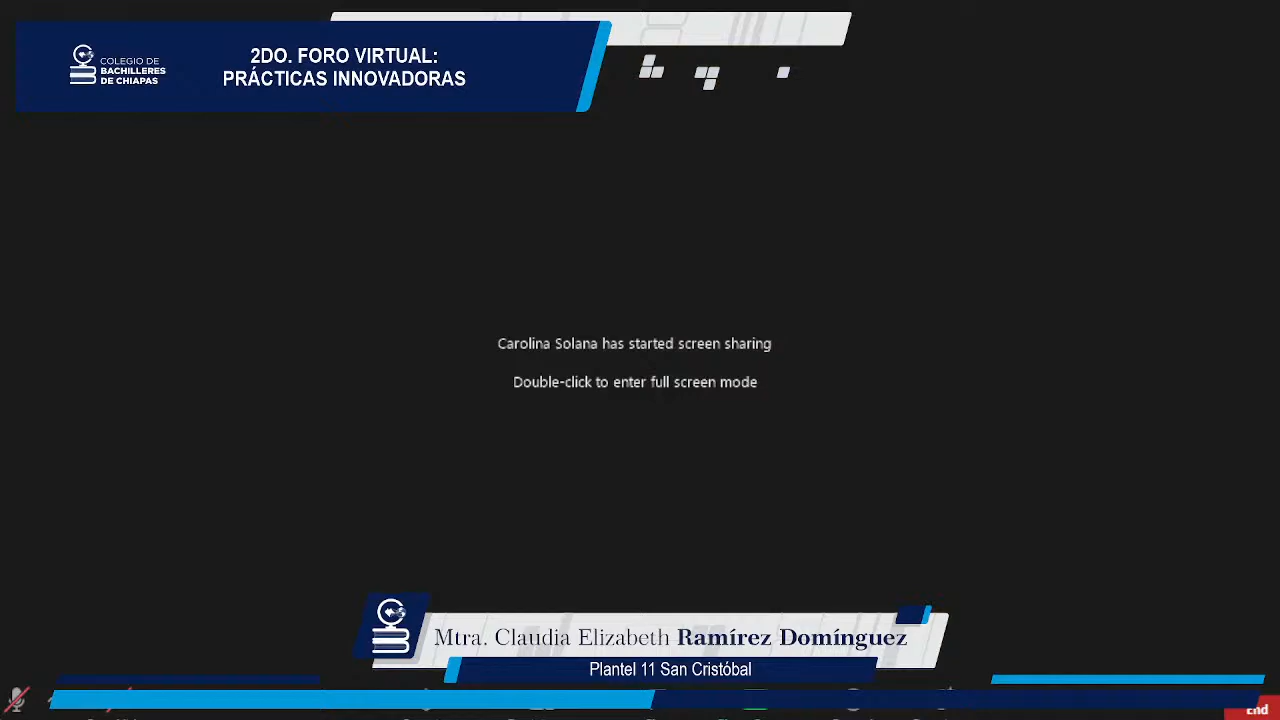 COLEGIO DE
BACHILLERES
DE CHIAPAS
2DO. FORO VIRTUAL:
PRÁCTICAS INNOVADORAS
Carolina Solana has started screen sharing
Double-click to enter full screen mode
Mtra. Claudia Elizabeth Ramírez Domínguez
Plantel 11 San Cristóbal
End